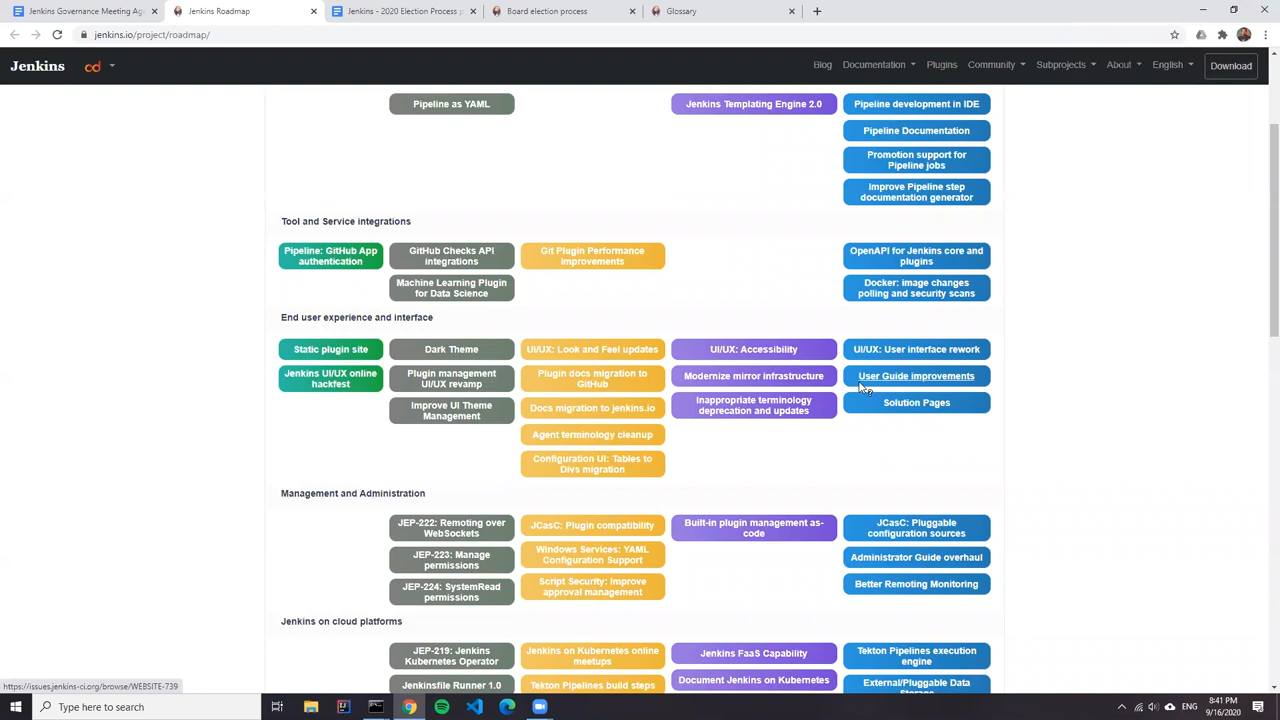 Jenkins Governance Meeting Ag
Jenkins Roadmap
Jenkins - 2020 Election Process - p
Board election process
Glossary
jenkins.io/project/roadmap/
Jenkins
cd
Blog
Documentation
Plugins
Community
Subprojects
About
English
Download
Pipeline as YAML
Jenkins Templating Engine 2.0
Pipeline development in IDE
Pipeline Documentation
Promotion support for
Pipeline jobs
Improve Pipeline step
documentation generator
Tool and Service integrations
Pipeline: GitHub App
authentication
GitHub Checks API
integrations
Git Plugin Performance
improvements
OpenAPI for Jenkins core and
plugins
Machine Learning Plugin
for Data Science
Docker: image changes
polling and security scans
End user experience and interface
Static plugin site
Dark Theme
UI/UX: Look and Feel updates
UI/UX: Accessibility
UI/UX: User interface rework
Jenkins UI/UX online
hackfest
Plugin management
UI/UX revamp
Plugin docs migration to
GitHub
Modernize mirror infrastructure
User Guide improvements
Improve UI Theme
Management
Docs migration to jenkins.io
Inappropriate terminology
deprecation and updates
Solution Pages
Agent terminology cleanup
Configuration UI: Tables to
Divs migration
Management and Administration
JEP-222: Remoting over
WebSockets
JCasC: Plugin compatibility
Built-in plugin management as-
code
JCasC: Pluggable
configuration sources
JEP-223: Manage
permissions
Windows Services: YAML
Configuration Support
Administrator Guide overhaul
JEP-224: SystemRead
permissions
Script Security: Improve
approval management
Better Remoting Monitoring
Jenkins on cloud platforms
JEP-219: Jenkins
Kubernetes Operator
Jenkins on Kubernetes online
meetups
Jenkins FaaS Capability
Tekton Pipelines execution
engine
Jenkinsfile Runner 1.0
Tekton Pipelines build steps
Document Jenkins on Kubernetes
External/Pluggable Data
Storage
https://issues.jenkins-ci.org/browse/WEBSITE-739
Type here to search
8:41 PM
9/16/2020